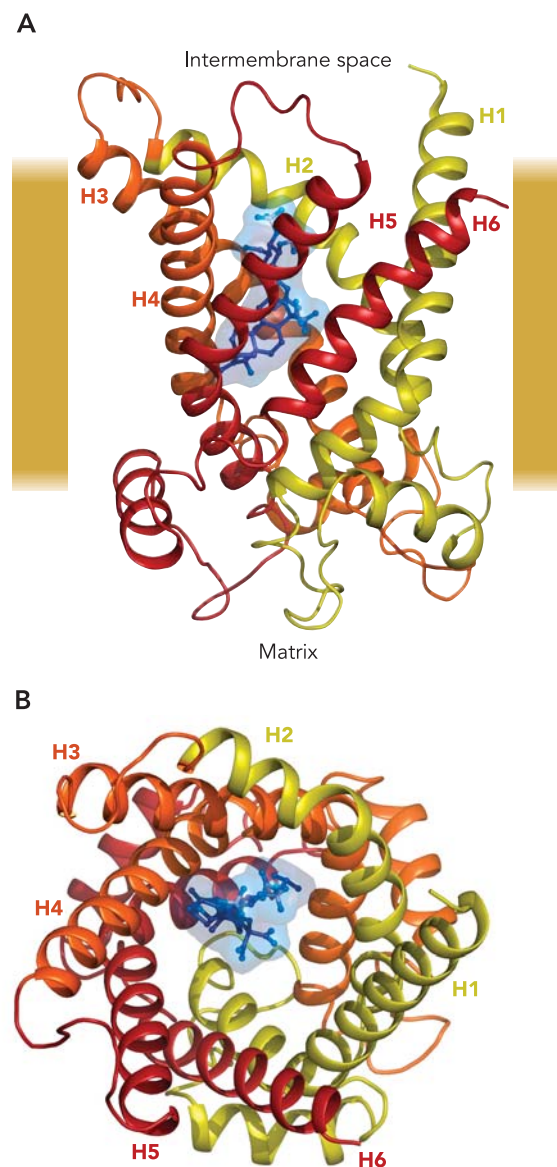 A
Intermembrane space
H1
H2
H3
H5
H6
H4
Matrix
B
H2
H3
H4
H1
H5
H6